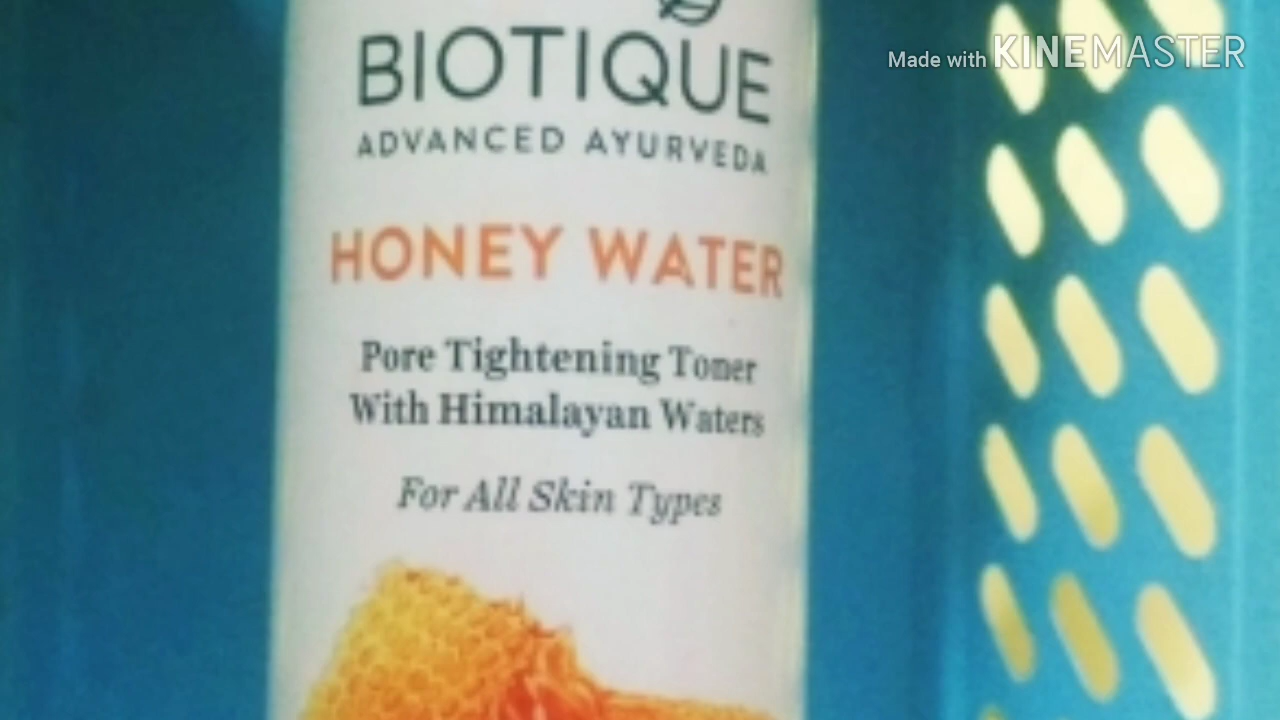 Made with KINEMASTER
BIOTIQUE
ADVANCED AYURVEDA
HONEY WATER
Pore Tightening Toner
With Himalayan Waters
For All Skin Types